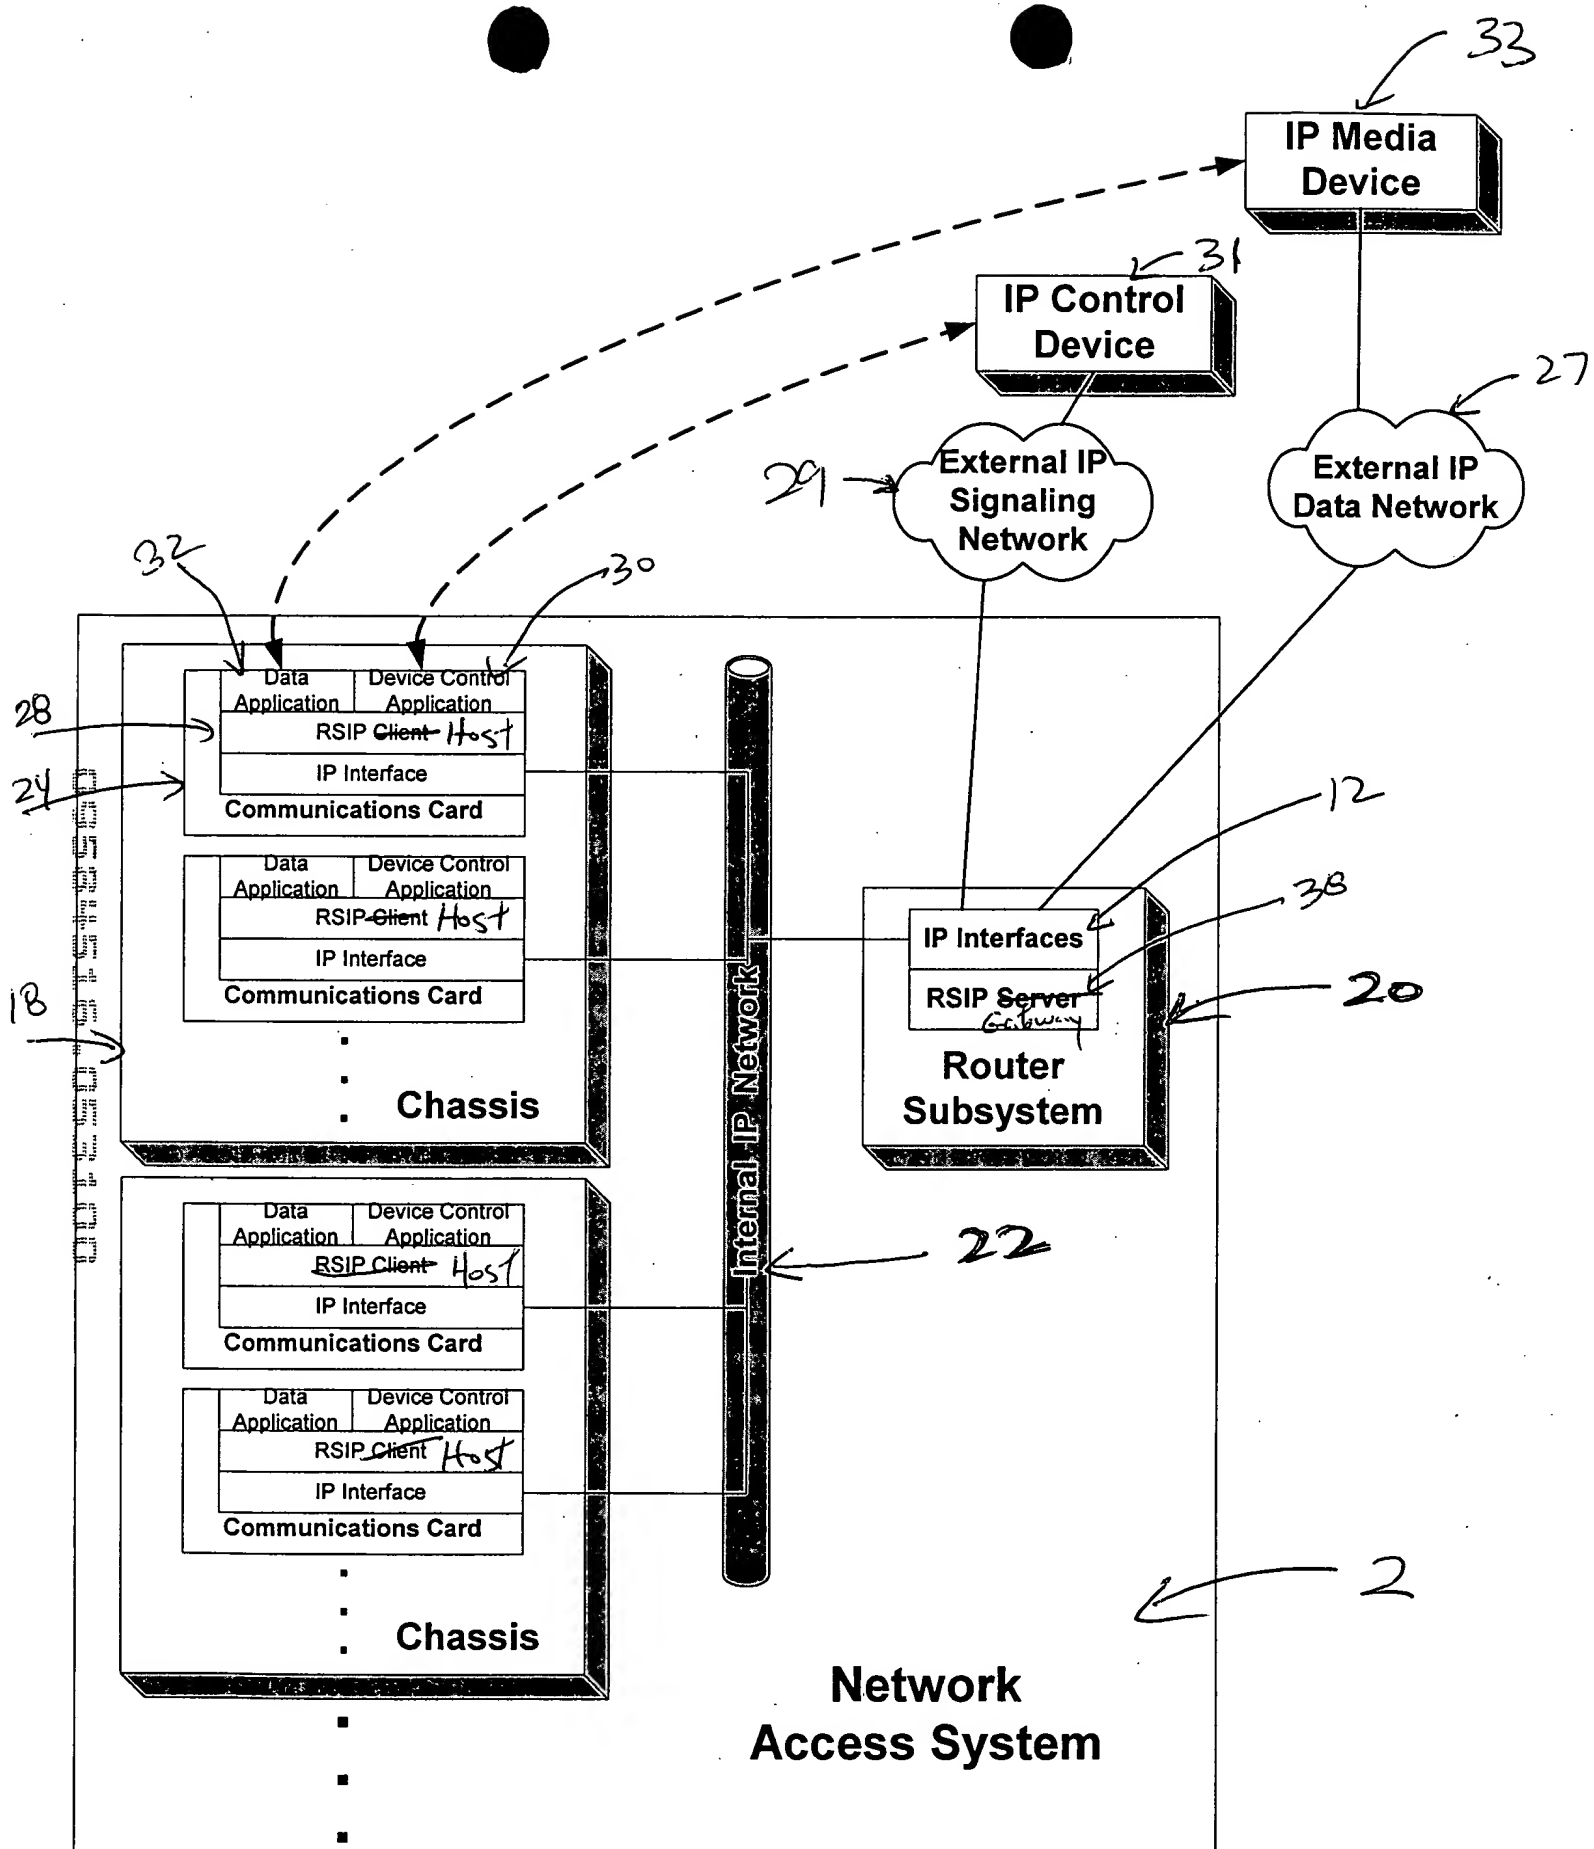 33
IP Media
Device
31
IP Control
Device
27
External IP
Signaling
Network
29
External IP
Data Network
32
30
Data
Application
Device Control
Application
28
RSIP Client Host
IP Interface
24
Communications Card
12
Data
Application
Device Control
Application
RSIP Client Host
IP Interface
Communications Card
38
IP Interfaces
RSIP Server
Gateway
20
18
Router
Subsystem
Chassis
Internal IP Network
22
Data
Application
Device Control
Application
RSIP Client Host
IP Interface
Communications Card
Data
Application
Device Control
Application
RSIP Client Host
IP Interface
Communications Card
2
Chassis
Network
Access System